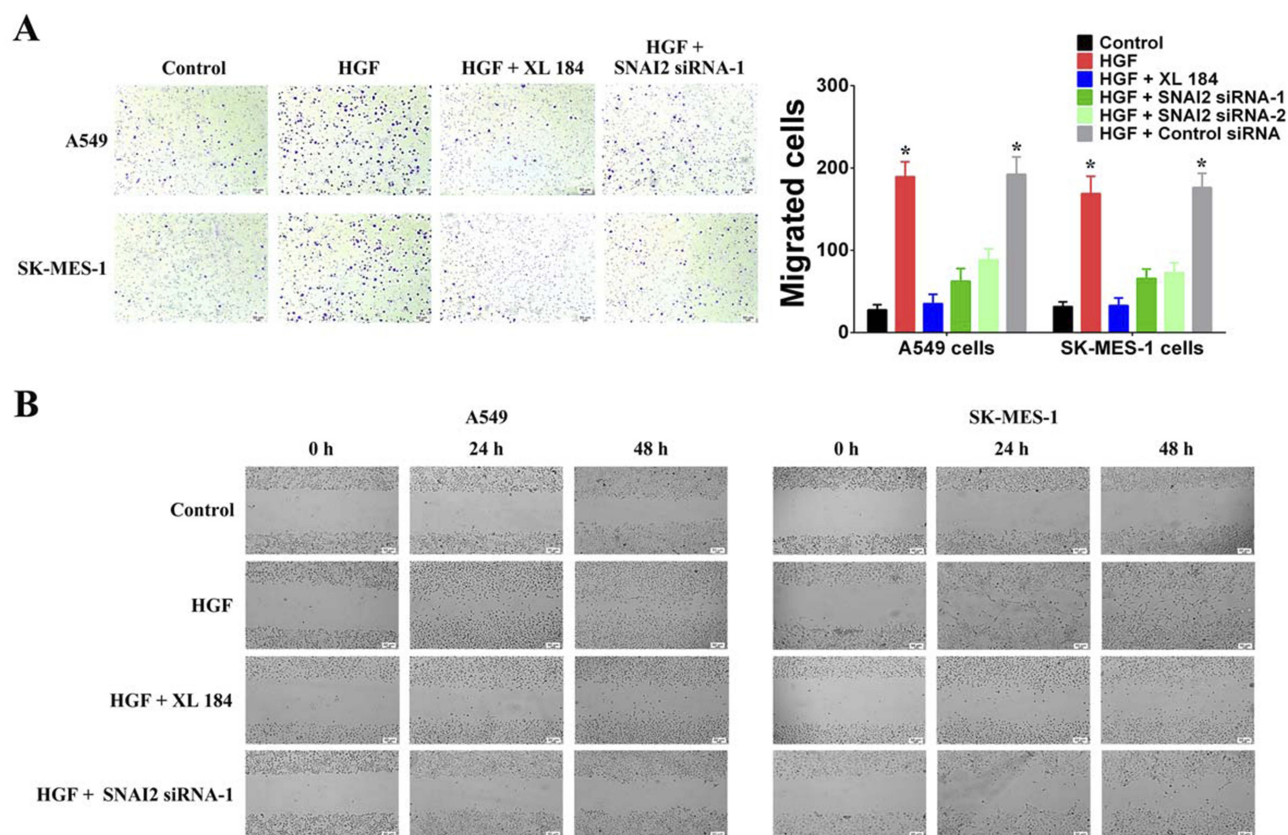 A
Control
HGF
HGF + XL 184
HGF +
SNAI2 siRNA-1
A549
SK-MES-1
Control
HGF
HGF + XL 184
HGF + SNAI2 siRNA-1
HGF + SNAI2 siRNA-2
HGF + Control siRNA
Migrated cells
300
200
100
0
* * * *
A549 cells
SK-MES-1 cells
B
A549
SK-MES-1
0 h
24 h
48 h
0 h
24 h
48 h
Control
HGF
HGF + XL 184
HGF + SNAI2 siRNA-1